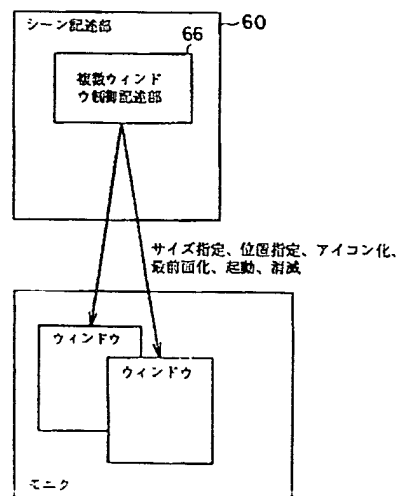 シーン記述部
60
66
複数ウィンド
ウ制御記述部
サイズ指定、位置指定、アイコン化、
最前面化、起動、消滅
ウィンドウ
ウィンドウ
モニタ